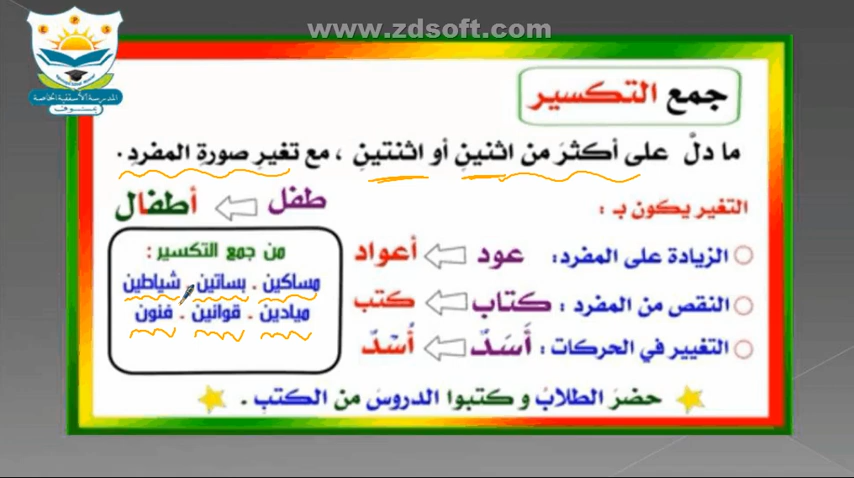 www.zdsoft.com
E P S
المدرسة الأسقفية الخاصة
بمنوف
جمع التكسير
ما دلَّ على أكثرَ من اثنينِ أو اثنتينِ ، مع تغيرِ صورةِ المفردِ .
التغير يكون بـ :
طفل أطفال
الزيادة على المفرد: عود أعواد
النقص من المفرد : كتاب كتب
التغيير في الحركات : أَسَدٌ أُسْدٌ
من جمع التكسير :
مساكين . بساتين . شياطين
ميادين . قوانين . فنون
حضرَ الطلابُ و كتبوا الدروسَ من الكتب .